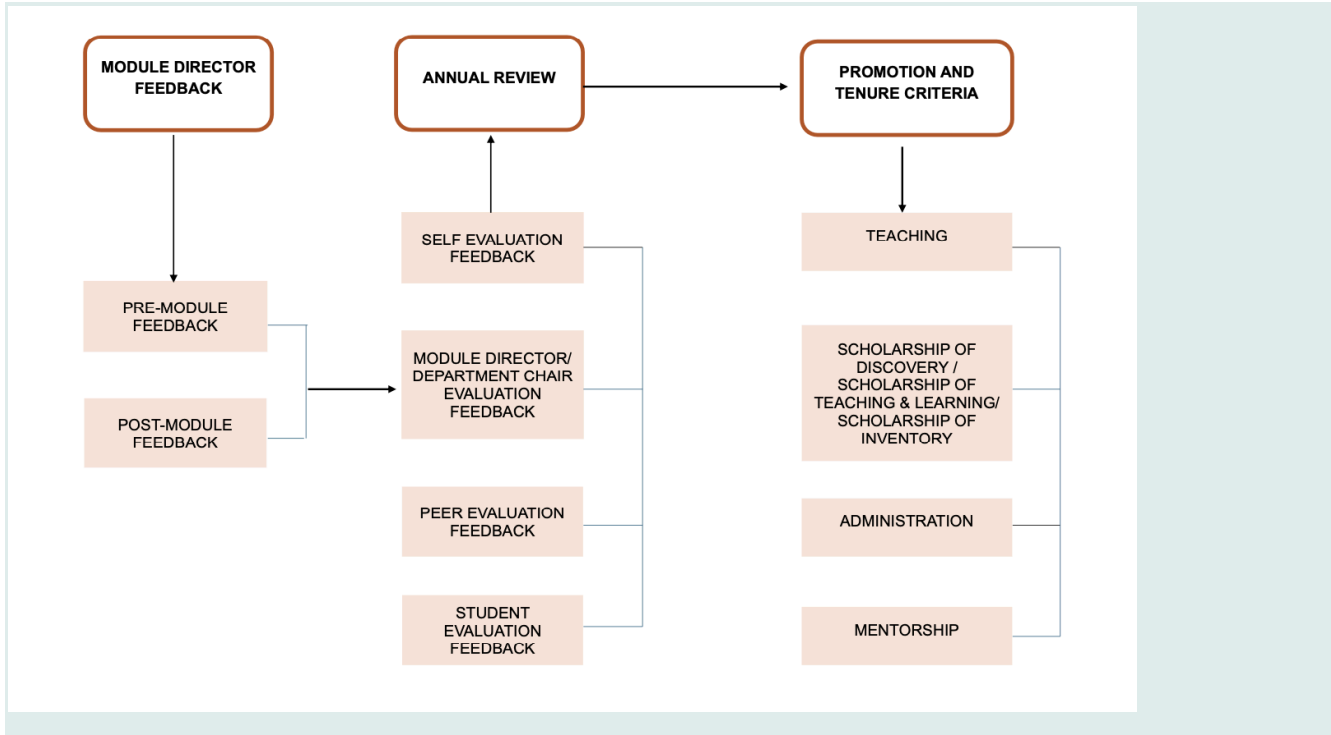 MODULE DIRECTOR
FEEDBACK
ANNUAL REVIEW
PROMOTION AND
TENURE CRITERIA
PRE-MODULE
FEEDBACK
POST-MODULE
FEEDBACK
SELF EVALUATION
FEEDBACK
MODULE DIRECTOR/
DEPARTMENT CHAIR
EVALUATION
FEEDBACK
PEER EVALUATION
FEEDBACK
STUDENT
EVALUATION
FEEDBACK
TEACHING
SCHOLARSHIP OF
DISCOVERY /
SCHOLARSHIP OF
TEACHING & LEARNING/
SCHOLARSHIP OF
INVENTORY
ADMINISTRATION
MENTORSHIP